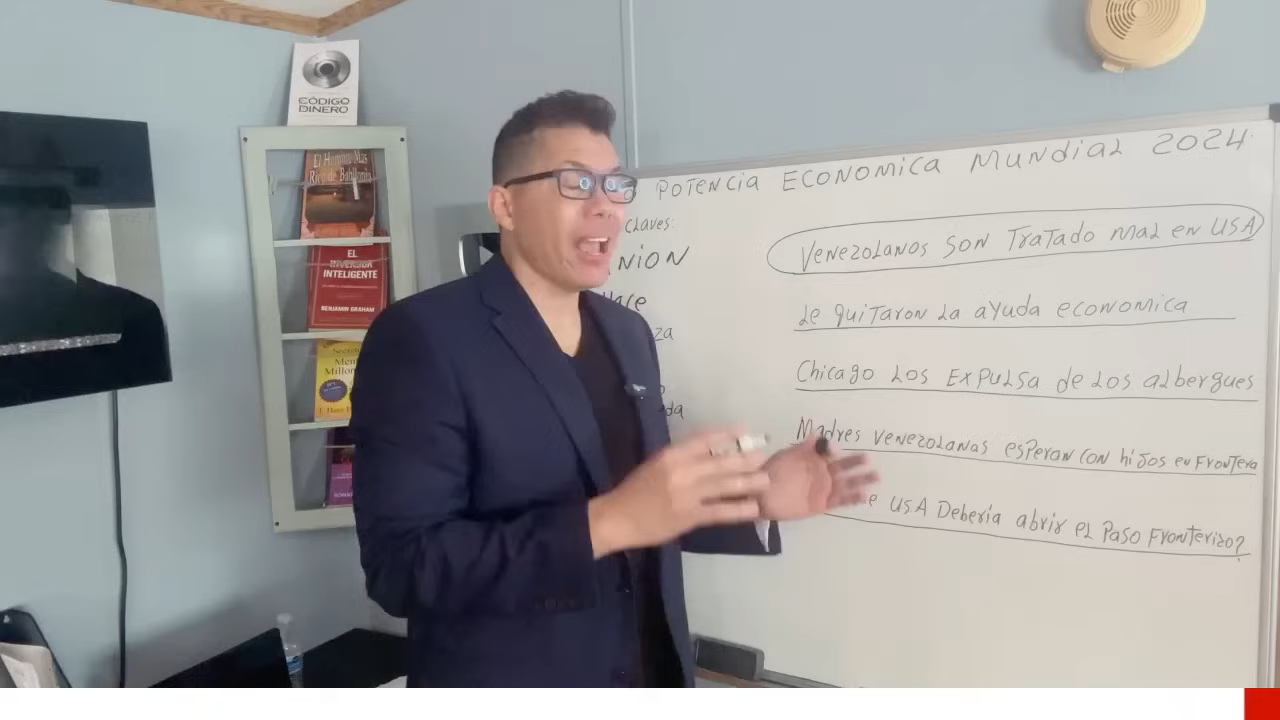 CÓDIGO
DINERO
El Hombre Mas
Rico de Babilonia
EL
INVERSOR
INTELIGENTE
BENJAMIN GRAHAM
POTENCIA ECONOMICA MUNDIAL 2024
Claves:
NION
Venezolanos son Tratado mal en USA
Le quitaron la ayuda economica
Chicago los expulsa de los albergues
Madres venezolanas esperan con hijos en Frontera
USA Deberia abrir el Paso Fronterizo?